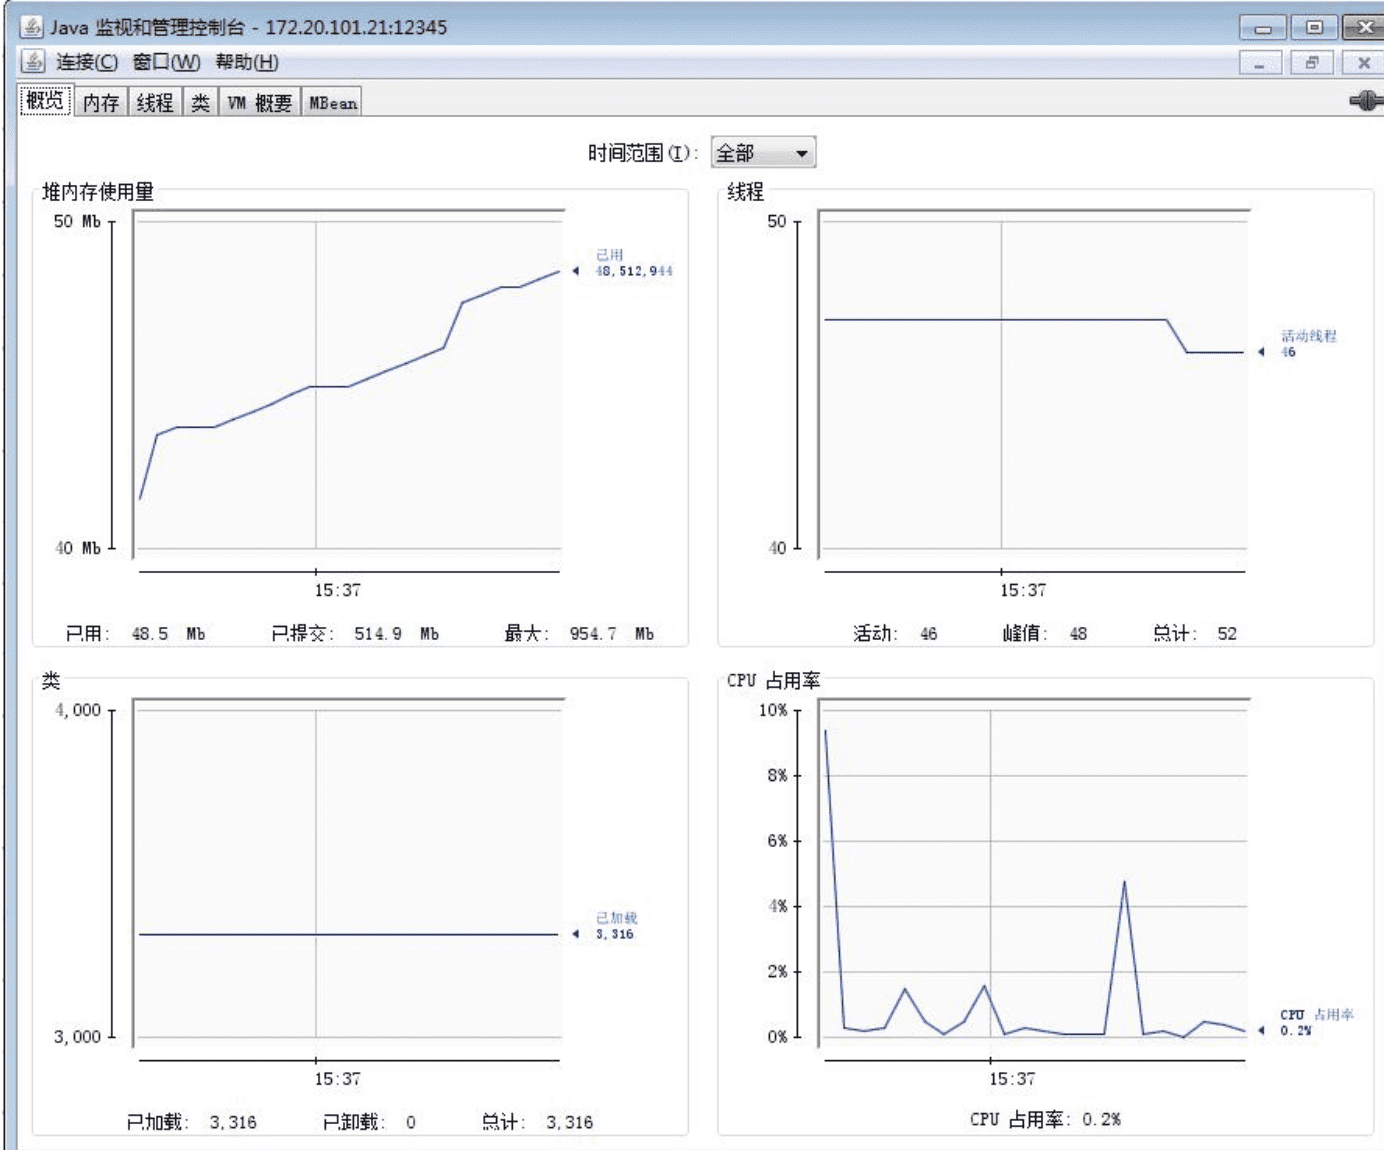 Java 监视和管理控制台 - 172.20.101.21:12345
连接(C) 窗口(W) 帮助(H)
概览 内存 线程 类 VM 概要 MBean
时间范围(I): 全部
堆内存使用量
50 Mb
已用
48,512,944
40 Mb
15:37
已用: 48.5 Mb 已提交: 514.9 Mb 最大: 954.7 Mb
线程
50
活动线程
46
40
15:37
活动: 46 峰值: 48 总计: 52
类
4,000
已加载
3,316
3,000
15:37
已加载: 3,316 已卸载: 0 总计: 3,316
CPU 占用率
10%
8%
6%
4%
2%
CPU 占用率
0.2%
0%
15:37
CPU 占用率: 0.2%